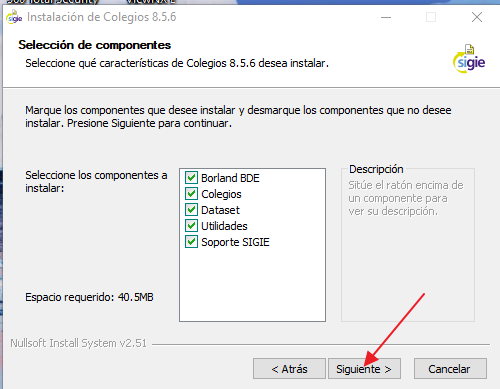 Instalación de Colegios 8.5.6
Selección de componentes
Seleccione qué características de Colegios 8.5.6 desea instalar.
sigie
Marque los componentes que desee instalar y desmarque los componentes que no desee
instalar. Presione Siguiente para continuar.
Seleccione los componentes a
instalar:
Borland BDE
Colegios
Dataset
Utilidades
Soporte SIGIE
Descripción
Sitúe el ratón encima de
un componente para
ver su descripción.
Espacio requerido: 40.5MB
Nullsoft Install System v2.51
< Atrás
Siguiente >
Cancelar